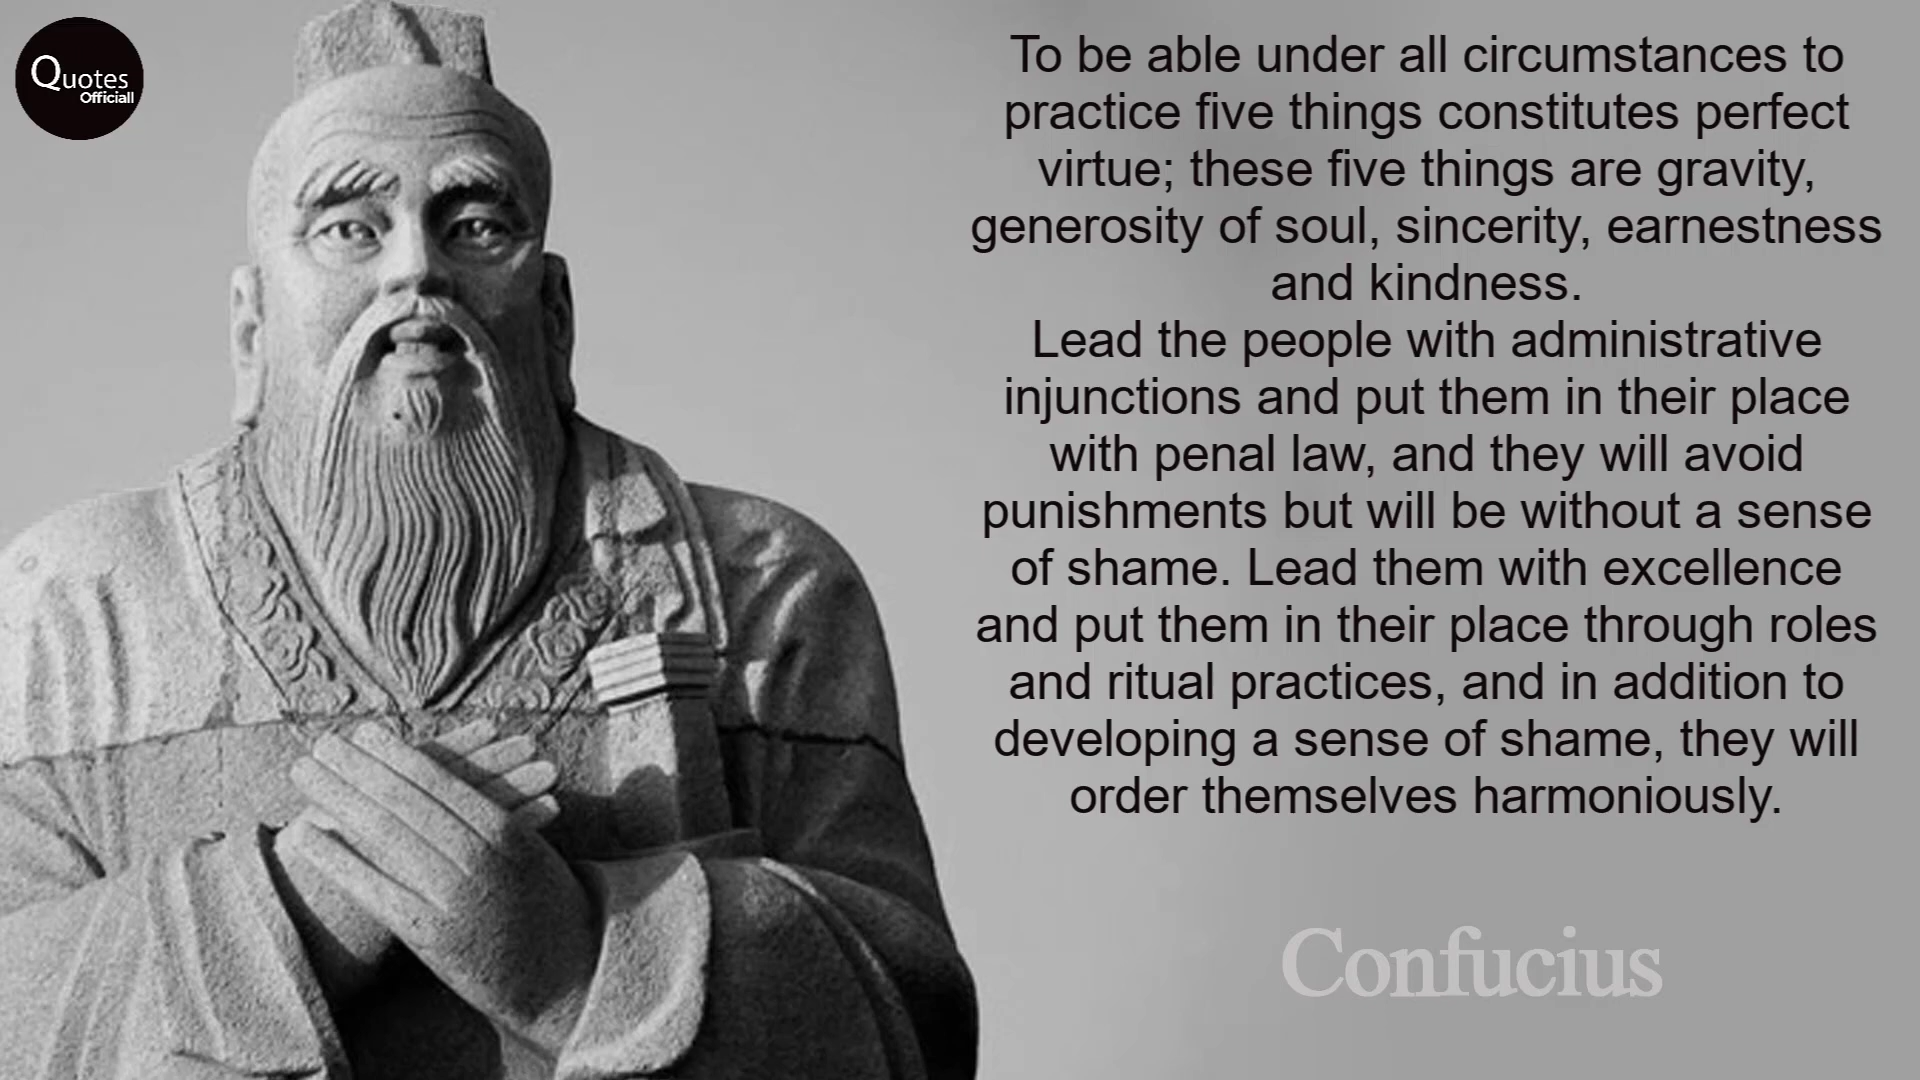 Quotes
Officiall
To be able under all circumstances to
practice five things constitutes perfect
virtue; these five things are gravity,
generosity of soul, sincerity, earnestness
and kindness.
Lead the people with administrative
injunctions and put them in their place
with penal law, and they will avoid
punishments but will be without a sense
of shame. Lead them with excellence
and put them in their place through roles
and ritual practices, and in addition to
developing a sense of shame, they will
order themselves harmoniously.
Confucius